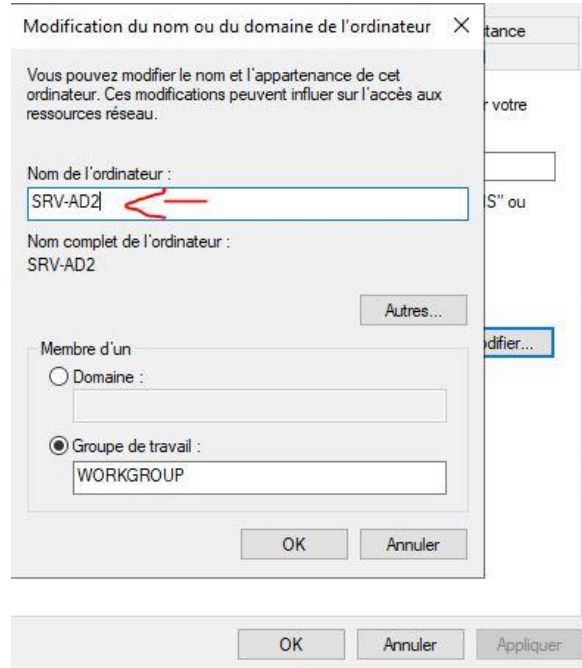 Modification du nom ou du domaine de l'ordinateur
tance
Vous pouvez modifier le nom et l'appartenance de cet
ordinateur. Ces modifications peuvent influer sur l'accès aux
ressources réseau.
r votre
Nom de l'ordinateur :
SRV-AD2
S" ou
Nom complet de l'ordinateur :
SRV-AD2
Autres...
Membre d'un
difier...
Domaine :
Groupe de travail :
WORKGROUP
OK
Annuler
OK
Annuler
Appliquer